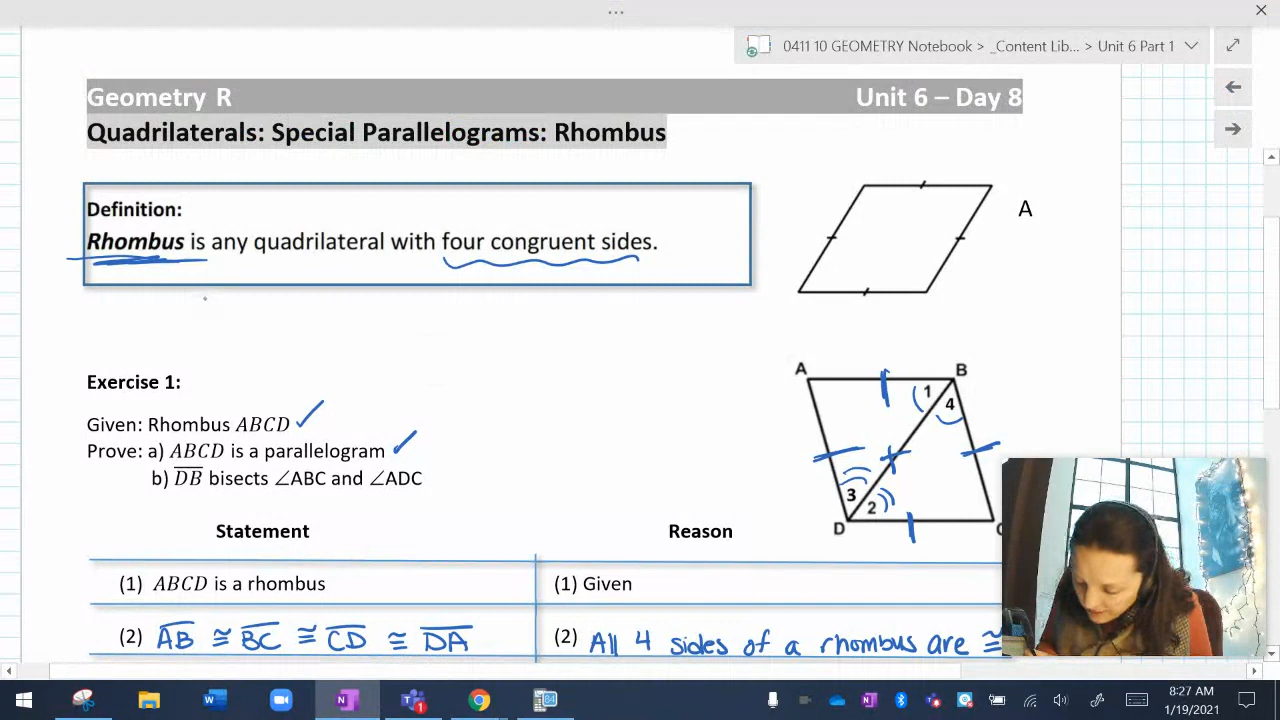 0411 10 GEOMETRY Notebook > _Content Lib... > Unit 6 Part 1
Geometry R Unit 6 – Day 8
Quadrilaterals: Special Parallelograms: Rhombus
Definition:
Rhombus is any quadrilateral with four congruent sides.
A
Exercise 1:
Given: Rhombus ABCD
Prove: a) ABCD is a parallelogram
b) DB bisects ∠ABC and ∠ADC
A B
1
4
3
2
D C
Statement Reason
(1) ABCD is a rhombus (1) Given
(2) AB ≅ BC ≅ CD ≅ DA (2) All 4 sides of a rhombus are ≅
W
N
T
1
84
8:27 AM
1/19/2021